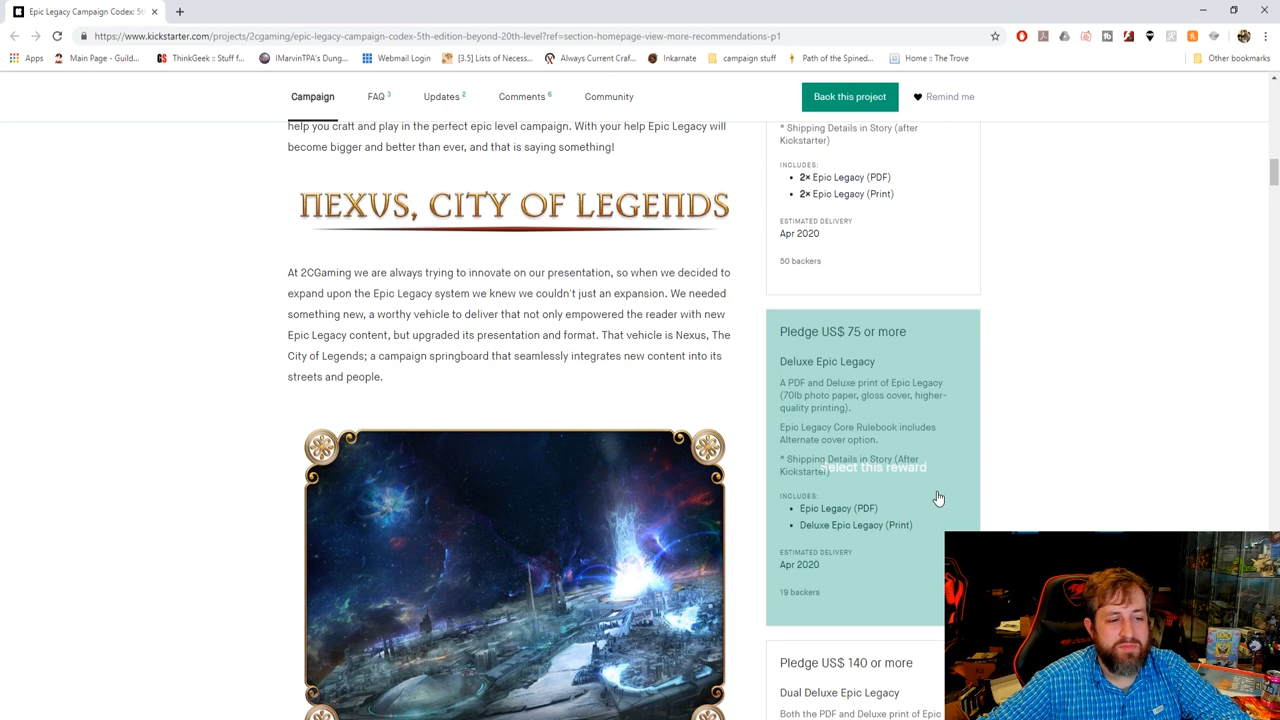 Epic Legacy Campaign Codex: 5th
https://www.kickstarter.com/projects/2cgaming/epic-legacy-campaign-codex-5th-edition-beyond-20th-level?ref=section-homepage-view-more-recommendations-p1
Apps
Main Page - Guild...
ThinkGeek :: Stuff f...
IMarvinTPA's Dung...
Webmail Login
[3.5] Lists of Necess...
Always Current Craf...
Inkarnate
campaign stuff
Path of the Spined...
Home :: The Trove
Other bookmarks
Campaign
FAQ 3
Updates 2
Comments 6
Community
Back this project
Remind me
help you craft and play in the perfect epic level campaign. With your help Epic Legacy will
become bigger and better than ever, and that is saying something!
NEXUS, CITY OF LEGENDS
At 2CGaming we are always trying to innovate on our presentation, so when we decided to
expand upon the Epic Legacy system we knew we couldn't just an expansion. We needed
something new, a worthy vehicle to deliver that not only empowered the reader with new
Epic Legacy content, but upgraded its presentation and format. That vehicle is Nexus, The
City of Legends; a campaign springboard that seamlessly integrates new content into its
streets and people.
* Shipping Details in Story (after
Kickstarter)
INCLUDES:
• 2× Epic Legacy (PDF)
• 2× Epic Legacy (Print)
ESTIMATED DELIVERY
Apr 2020
50 backers
Pledge US$ 75 or more
Deluxe Epic Legacy
A PDF and Deluxe print of Epic Legacy
(70lb photo paper, gloss cover, higher-
quality printing).
Epic Legacy Core Rulebook includes
Alternate cover option.
* Shipping Details in Story (After
Kickstarter)
Select this reward
INCLUDES:
• Epic Legacy (PDF)
• Deluxe Epic Legacy (Print)
ESTIMATED DELIVERY
Apr 2020
19 backers
Pledge US$ 140 or more
Dual Deluxe Epic Legacy
Both the PDF and Deluxe print of Epic